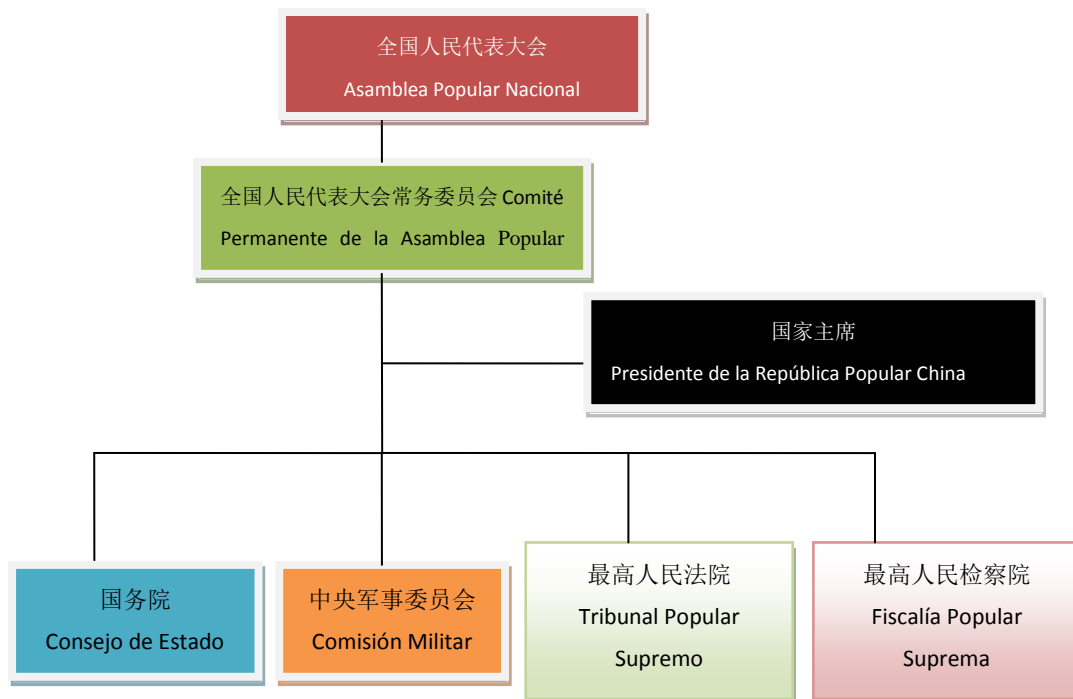 全国人民代表大会
Asamblea Popular Nacional
全国人民代表大会常务委员会 Comité
Permanente de la Asamblea Popular
国家主席
Presidente de la República Popular China
国务院
Consejo de Estado
中央军事委员会
Comisión Militar
最高人民法院
Tribunal Popular
Supremo
最高人民检察院
Fiscalía Popular
Suprema